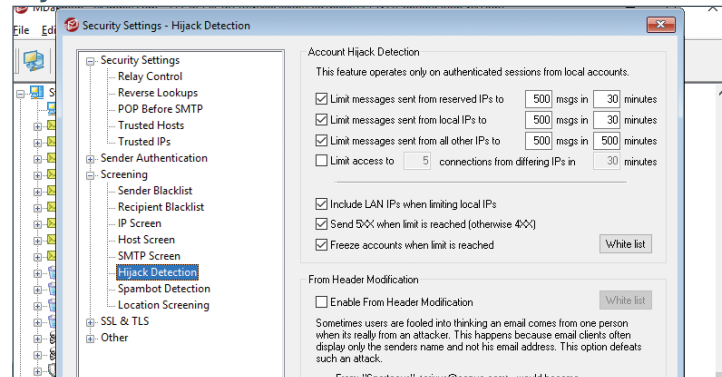 File Edi
Security Settings - Hijack Detection
Security Settings
Relay Control
Reverse Lookups
POP Before SMTP
Trusted Hosts
Trusted IPs
Sender Authentication
Screening
Sender Blacklist
Recipient Blacklist
IP Screen
Host Screen
SMTP Screen
Hijack Detection
Spambot Detection
Location Screening
SSL & TLS
Other
Account Hijack Detection
This feature operates only on authenticated sessions from local accounts.
Limit messages sent from reserved IPs to 500 msgs in 30 minutes
Limit messages sent from local IPs to 500 msgs in 30 minutes
Limit messages sent from all other IPs to 500 msgs in 500 minutes
Limit access to 5 connections from differing IPs in 30 minutes
Include LAN IPs when limiting local IPs
Send 5XX when limit is reached (otherwise 4XX)
Freeze accounts when limit is reached White list
From Header Modification
Enable From Header Modification White list
Sometimes users are fooled into thinking an email comes from one person
when its really from an attacker. This happens because email clients often
display only the senders name and not his email address. This option defeats
such an attack.